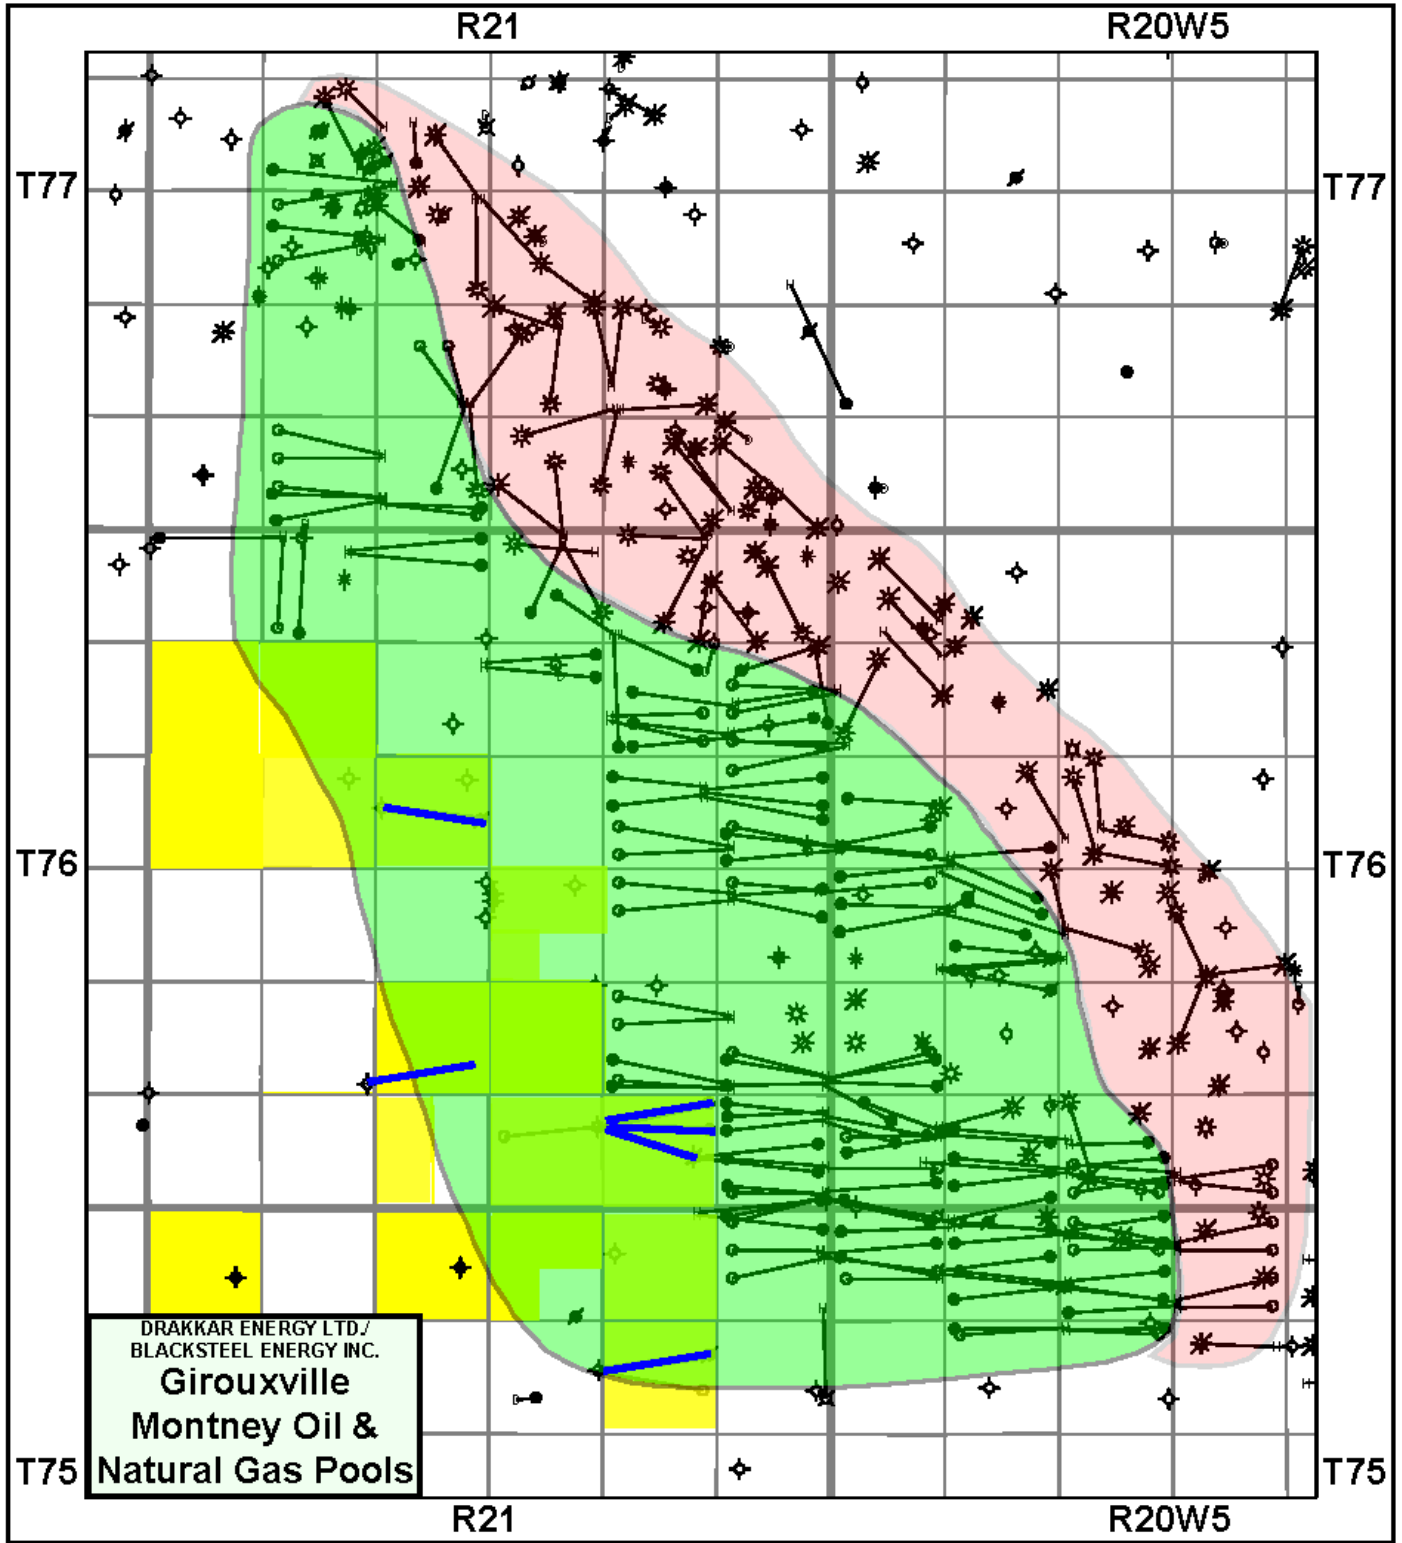 R21 R20W5
T77 T77
T76 T76
DRAKKAR ENERGY LTD./
BLACKSTEEL ENERGY INC.
Girouxville
Montney Oil &
Natural Gas Pools
T75 T75
R21 R20W5